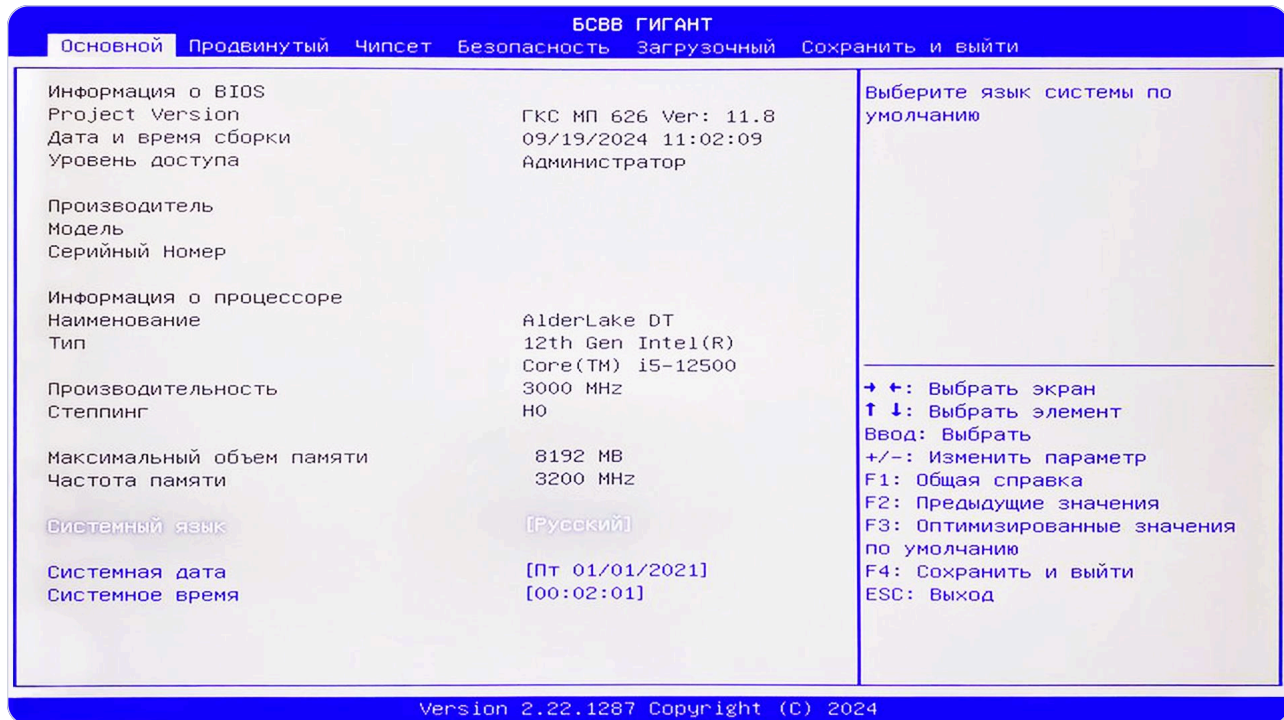 БСВВ ГИГАНТ
Основной Продвинутый Чипсет Безопасность Загрузочный Сохранить и выйти
Информация о BIOS
Project Version ГКС МП 626 Ver: 11.8
Дата и время сборки 09/19/2024 11:02:09
Уровень доступа Администратор
Производитель
Модель
Серийный Номер
Информация о процессоре
Наименование AlderLake DT
Тип 12th Gen Intel(R)
Core(TM) i5-12500
Производительность 3000 MHz
Степпинг H0
Максимальный объем памяти 8192 MB
Частота памяти 3200 MHz
Системный язык [Русский]
Системная дата [Пт 01/01/2021]
Системное время [00:02:01]
Выберите язык системы по
умолчанию
→ ←: Выбрать экран
↑ ↓: Выбрать элемент
Ввод: Выбрать
+/-: Изменить параметр
F1: Общая справка
F2: Предыдущие значения
F3: Оптимизированные значения
по умолчанию
F4: Сохранить и выйти
ESC: Выход
Version 2.22.1287 Copyright (C) 2024